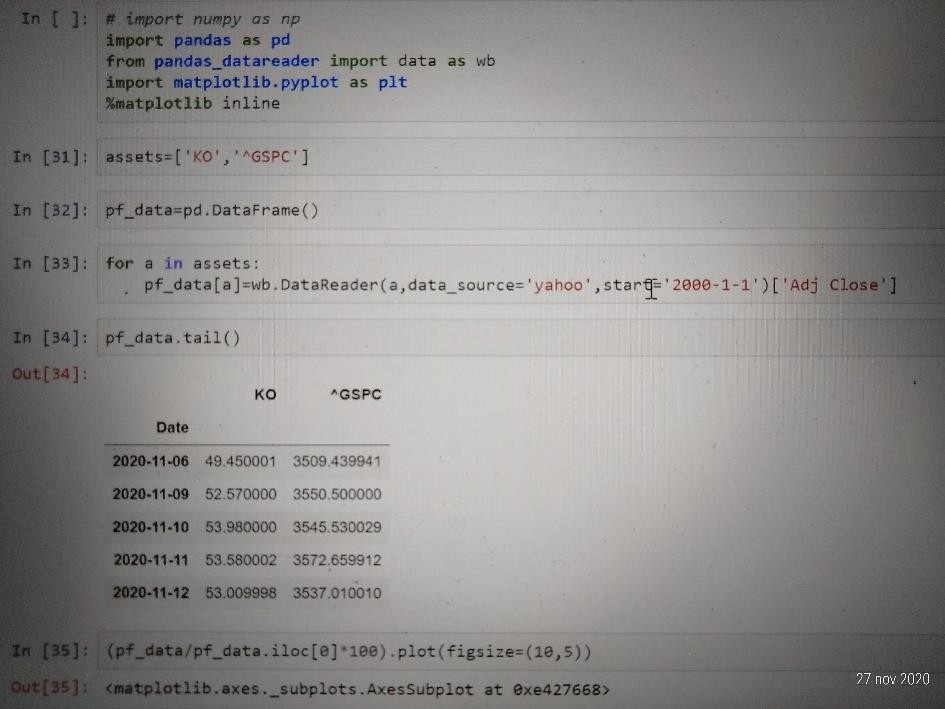 In [ ]: # import numpy as np
import pandas as pd
from pandas_datareader import data as wb
import matplotlib.pyplot as plt
%matplotlib inline
In [31]: assets=['KO','^GSPC']
In [32]: pf_data=pd.DataFrame()
In [33]: for a in assets:
pf_data[a]=wb.DataReader(a,data_source='yahoo',start='2000-1-1')['Adj Close']
In [34]: pf_data.tail()
Out[34]:
KO ^GSPC
Date
2020-11-06 49.450001 3509.439941
2020-11-09 52.570000 3550.500000
2020-11-10 53.980000 3545.530029
2020-11-11 53.580002 3572.659912
2020-11-12 53.009998 3537.010010
In [35]: (pf_data/pf_data.iloc[0]*100).plot(figsize=(10,5))
Out[35]: <matplotlib.axes._subplots.AxesSubplot at 0xe427668>
27 nov 2020